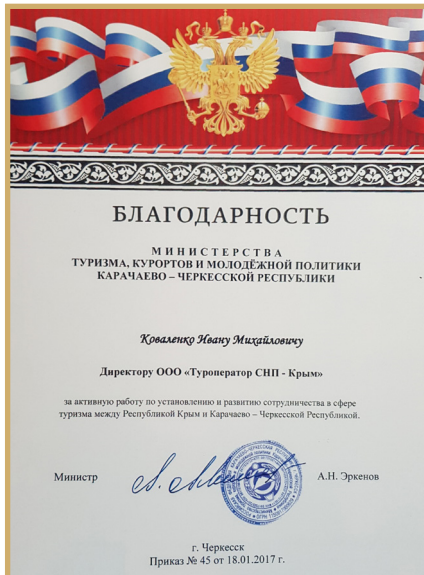 БЛАГОДАРНОСТЬ
МИНИСТЕРСТВА
ТУРИЗМА, КУРОРТОВ И МОЛОДЁЖНОЙ ПОЛИТИКИ
КАРАЧАЕВО – ЧЕРКЕССКОЙ РЕСПУБЛИКИ
Коваленко Ивану Михайловичу
Директору ООО «Туроператор СНП - Крым»
за активную работу по установлению и развитию сотрудничества в сфере
туризма между Республикой Крым и Карачаево – Черкесской Республикой.
Министр
А.Н. Эркенов
г. Черкесск
Приказ № 45 от 18.01.2017 г.